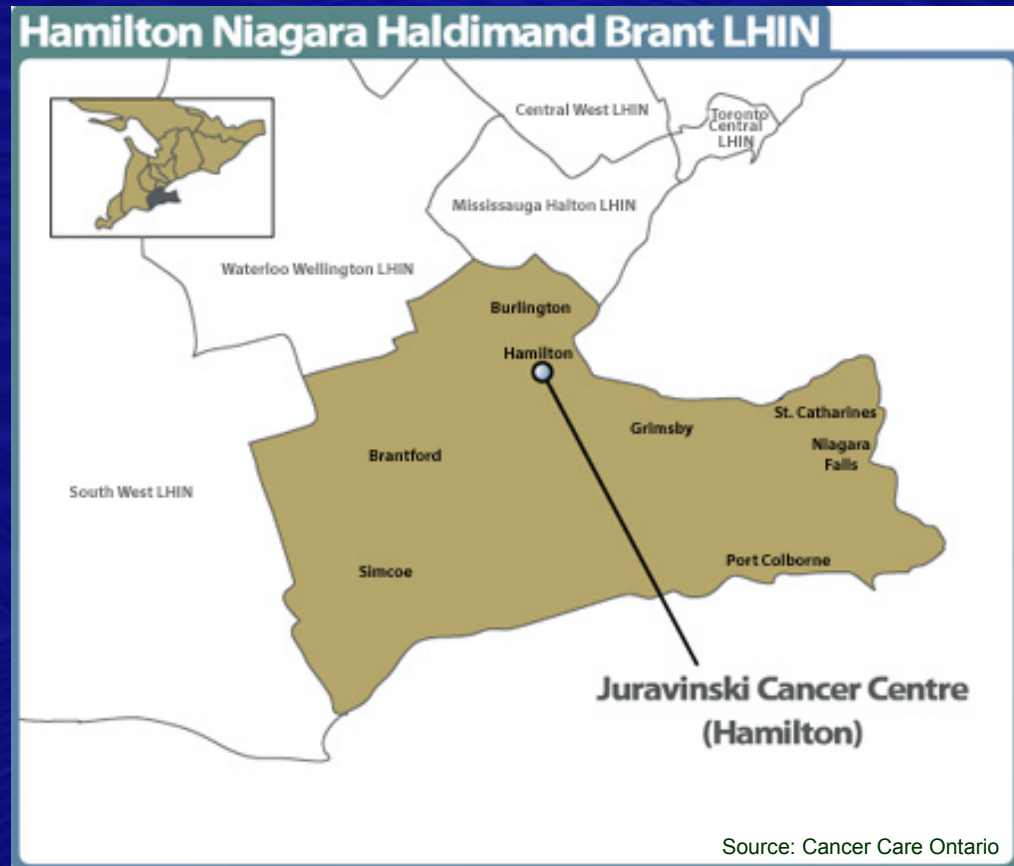 Hamilton Niagara Haldimand Brant LHIN
Central West LHIN
Toronto
Central
LHIN
Mississauga Halton LHIN
Waterloo Wellington LHIN
Burlington
Hamilton
St. Catharines
Grimsby
Niagara
Falls
Brantford
South West LHIN
Port Colborne
Simcoe
Juravinski Cancer Centre
(Hamilton)
Source: Cancer Care Ontario